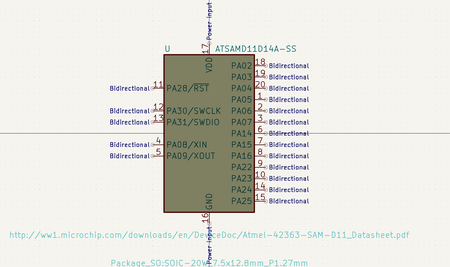 Power input
U ATSAMD11D14A-SS
17
VDD
PA02 18 Bidirectional
PA03 19 Bidirectional
Bidirectional 11 PA28/RST PA04 20 Bidirectional
PA05 1 Bidirectional
Bidirectional 12 PA30/SWCLK PA06 2 Bidirectional
Bidirectional 13 PA31/SWDIO PA07 3 Bidirectional
PA14 6 Bidirectional
Bidirectional 4 PA08/XIN PA15 7 Bidirectional
Bidirectional 5 PA09/XOUT PA16 8 Bidirectional
PA22 9 Bidirectional
PA23 10 Bidirectional
PA24 14 Bidirectional
PA25 15 Bidirectional
GND
16
Power input
http://ww1.microchip.com/downloads/en/DeviceDoc/Atmel-42363-SAM-D11_Datasheet.pdf
Package_SO:SOIC-20W_7.5x12.8mm_P1.27mm